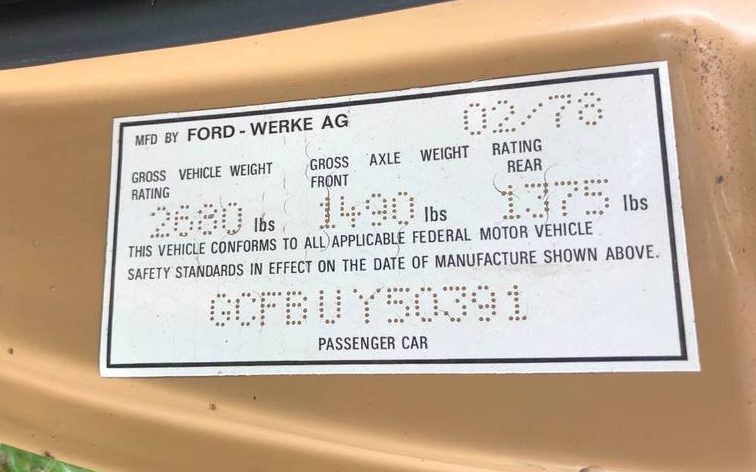 MFD BY FORD - WERKE AG 02/78
GROSS VEHICLE WEIGHT RATING
GROSS AXLE WEIGHT RATING
FRONT REAR
2680 lbs 1490 lbs 1375 lbs
THIS VEHICLE CONFORMS TO ALL APPLICABLE FEDERAL MOTOR VEHICLE
SAFETY STANDARDS IN EFFECT ON THE DATE OF MANUFACTURE SHOWN ABOVE.
GCFBUY50391
PASSENGER CAR